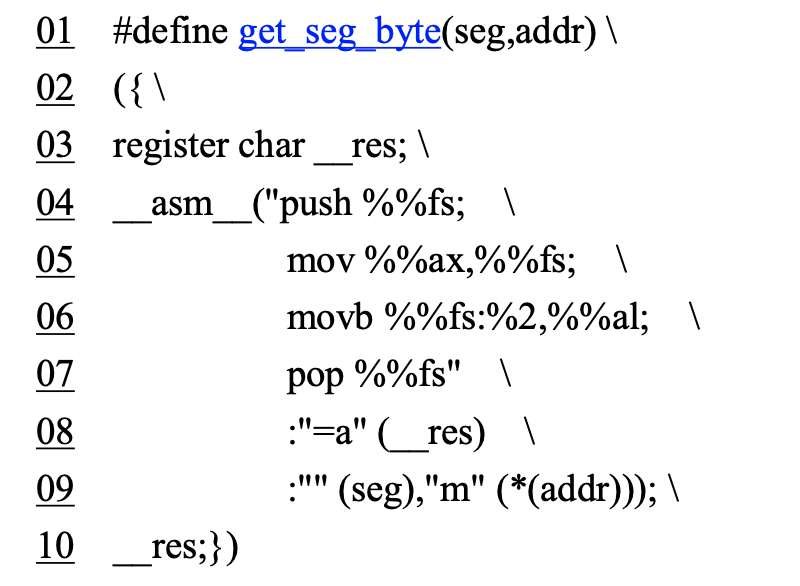 01 #define get_seg_byte(seg,addr) \
02 ({ \
03 register char __res; \
04 __asm__("push %%fs; \
05 mov %%ax,%%fs; \
06 movb %%fs:%2,%%al; \
07 pop %%fs" \
08 :"=a" (__res) \
09 :"" (seg),"m" (*(addr))); \
10 __res;})